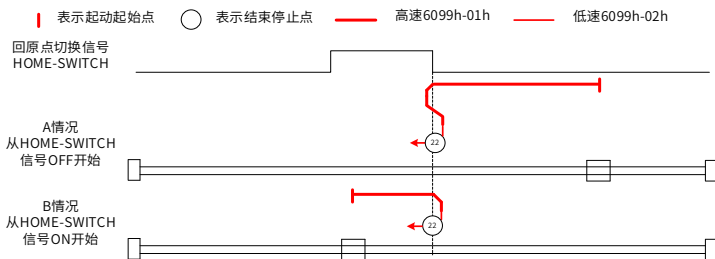 表示起动起始点
表示结束停止点
高速6099h-01h
低速6099h-02h
回原点切换信号
HOME-SWITCH
A情况
从HOME-SWITCH
信号OFF开始
22
B情况
从HOME-SWITCH
信号ON开始
22